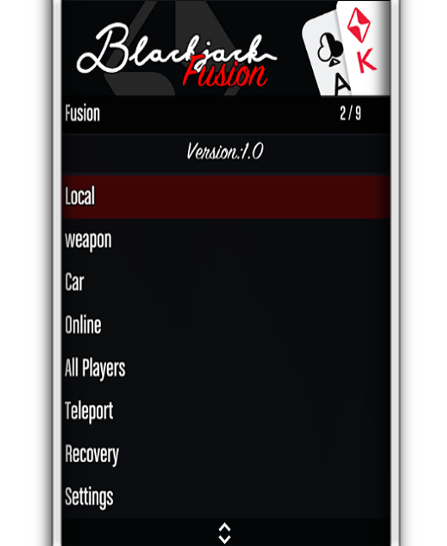 Blackjack
Fusion
A
K
Fusion 2/9
Version:1.0
Local
weapon
Car
Online
All Players
Teleport
Recovery
Settings